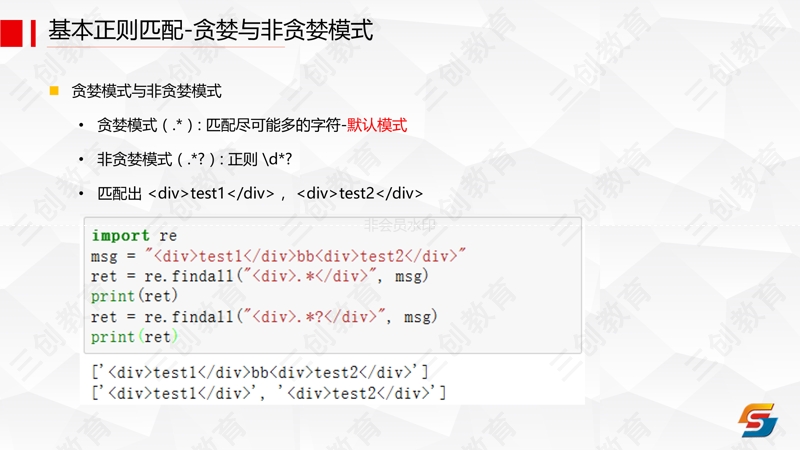 基本正则匹配-贪婪与非贪婪模式
贪婪模式与非贪婪模式
• 贪婪模式（.*）: 匹配尽可能多的字符-默认模式
• 非贪婪模式（.*?）: 正则 \d*?
• 匹配出 <div>test1</div> ，<div>test2</div>
非会员水印
import re
msg = "<div>test1</div>bb<div>test2</div>"
ret = re.findall("<div>.*</div>", msg)
print(ret)
ret = re.findall("<div>.*?</div>", msg)
print(ret)
['<div>test1</div>bb<div>test2</div>']
['<div>test1</div>', '<div>test2</div>']
三创教育